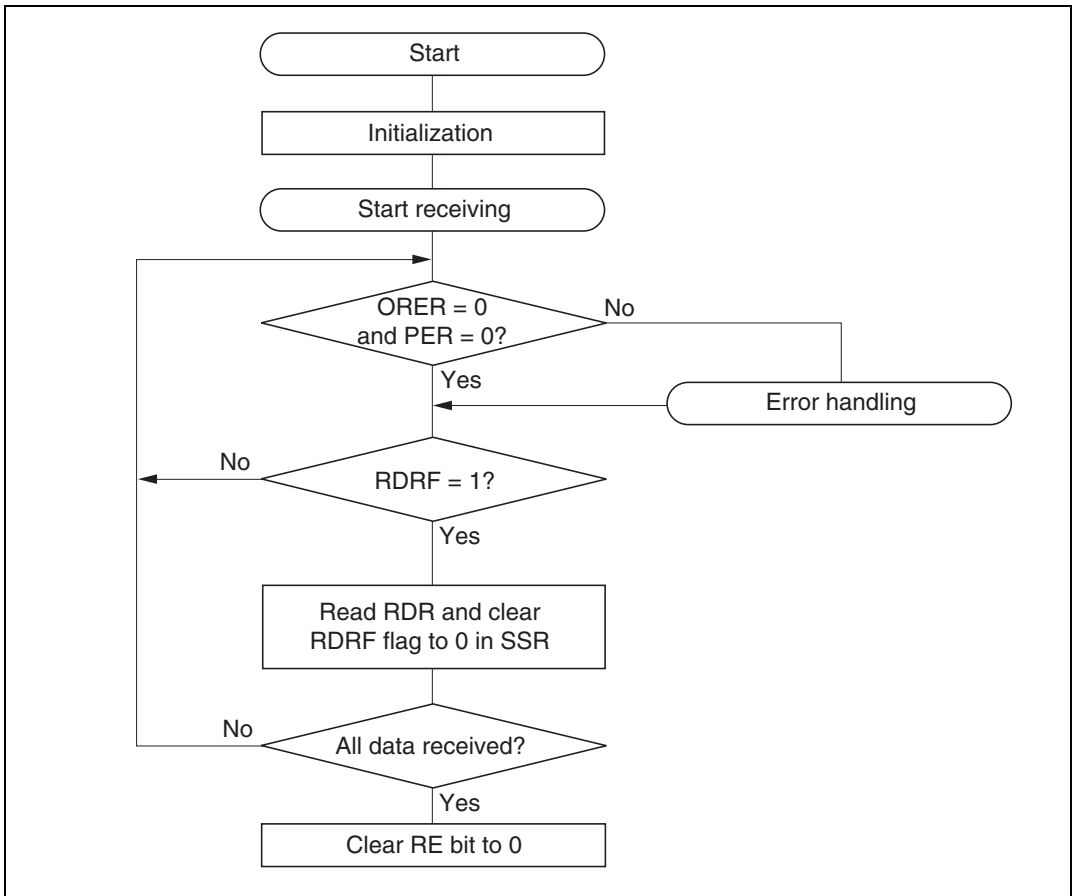 Start
Initialization
Start receiving
ORER = 0
and PER = 0?
No
Yes
Error handling
No
RDRF = 1?
Yes
Read RDR and clear
RDRF flag to 0 in SSR
No
All data received?
Yes
Clear RE bit to 0